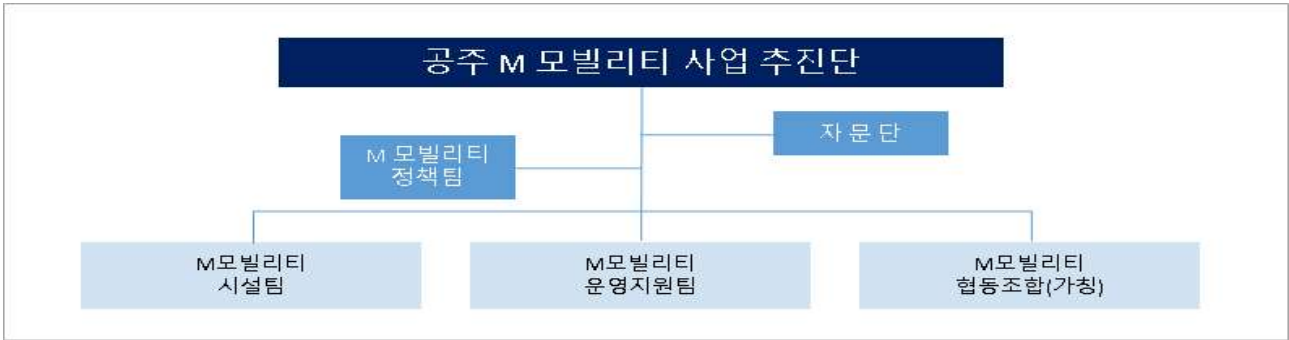 공주 M 모빌리티 사업 추진단
자 문 단
M 모빌리티
정책팀
M모빌리티
시설팀
M모빌리티
운영지원팀
M모빌리티
협동조합(가칭)